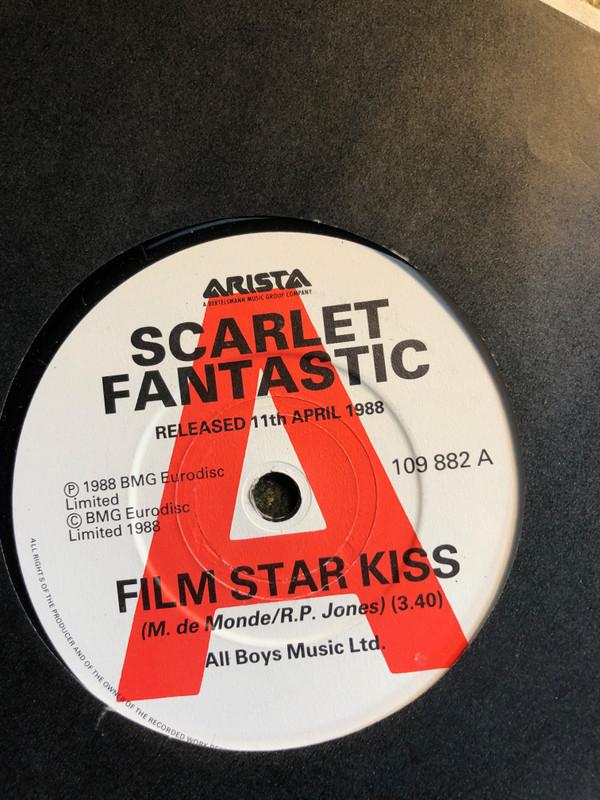 ARISTA
A BERTELSMANN MUSIC GROUP COMPANY
SCARLET
FANTASTIC
RELEASED 11th APRIL 1988
109 882 A
Ⓟ 1988 BMG Eurodisc
Limited
© BMG Eurodisc
Limited 1988
A
FILM STAR KISS
(M. de Monde/R.P. Jones) (3.40)
All Boys Music Ltd.
ALL RIGHTS OF THE PRODUCER AND OF THE OWNER OF THE RECORDED WORK